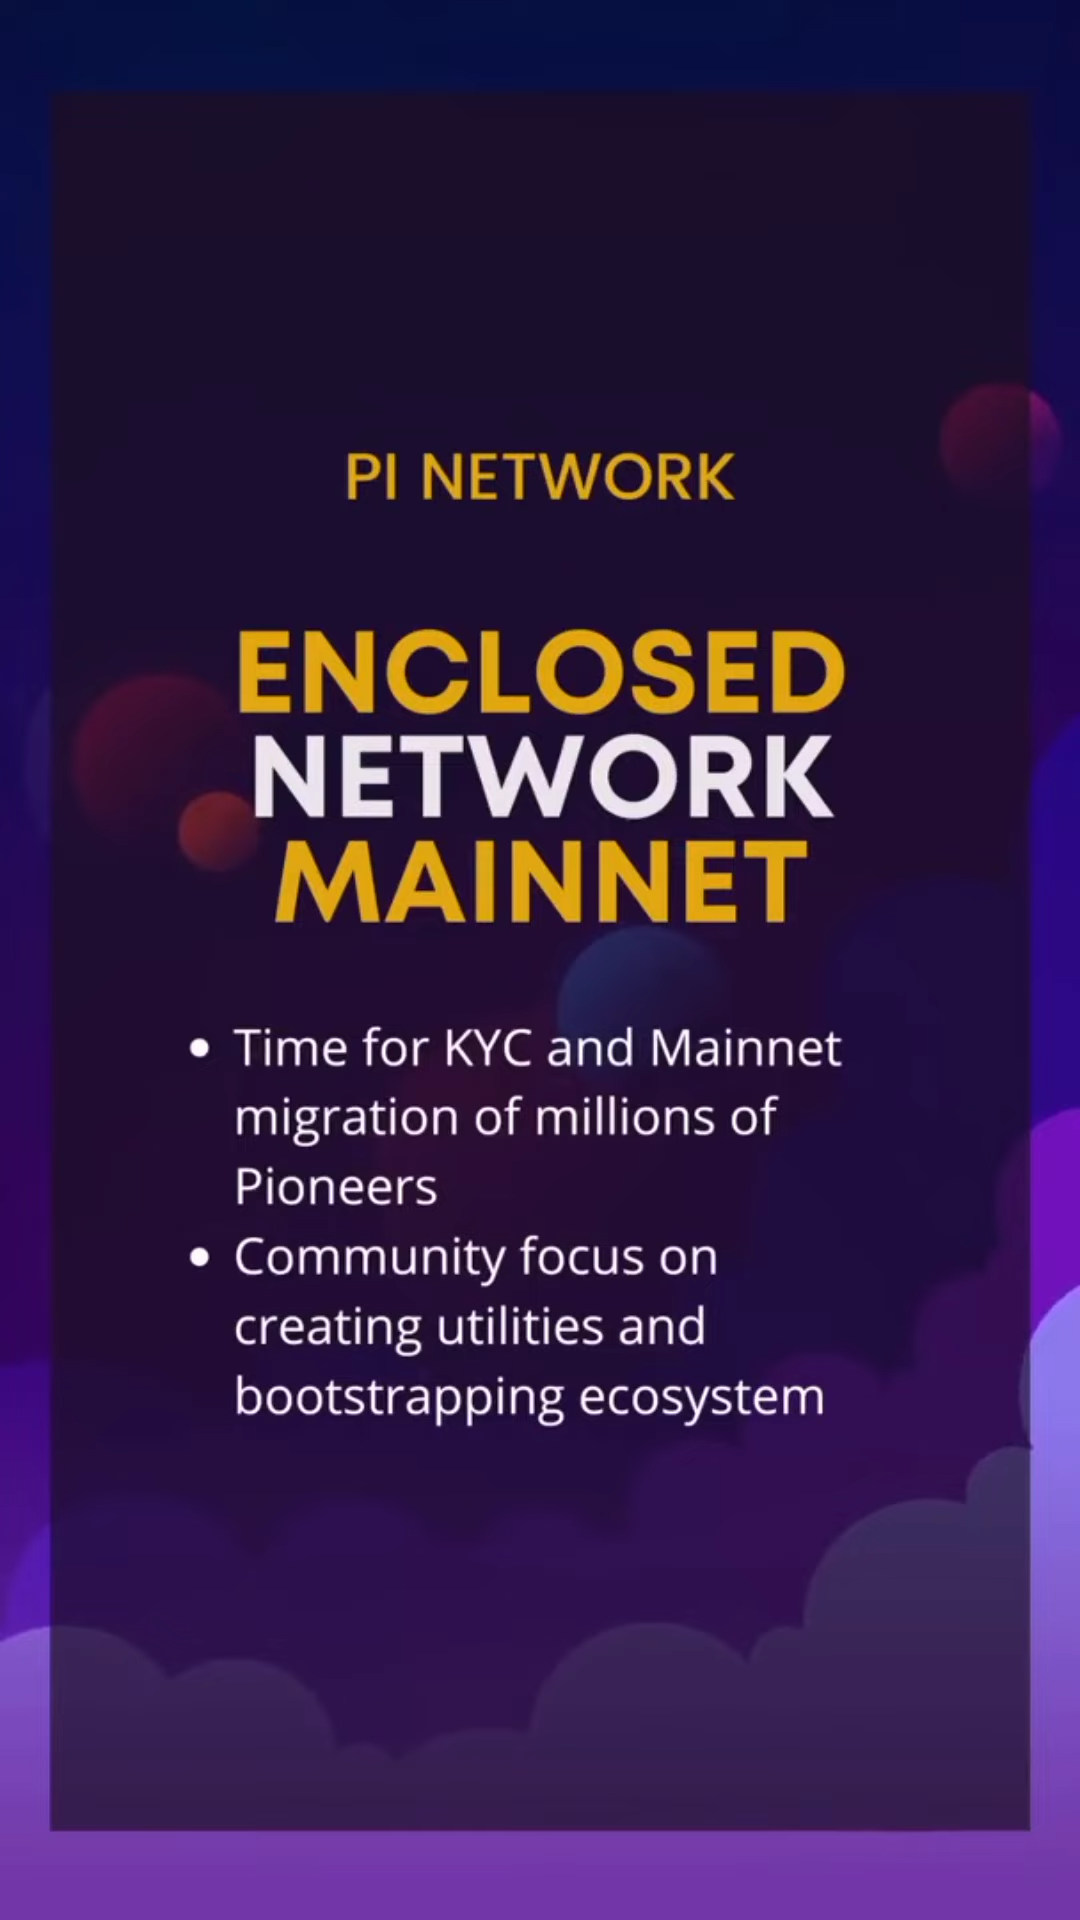 PI NETWORK
ENCLOSED
NETWORK
MAINNET
• Time for KYC and Mainnet
migration of millions of
Pioneers
• Community focus on
creating utilities and
bootstrapping ecosystem